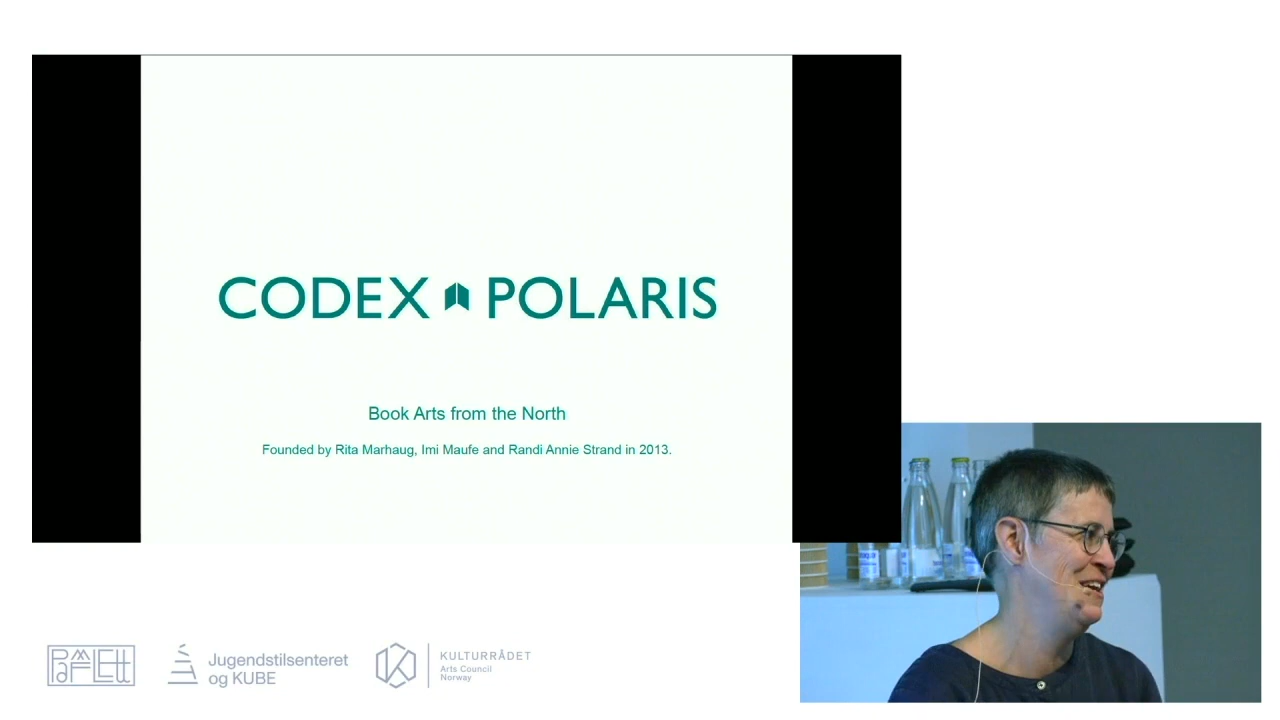 CODEX POLARIS
Book Arts from the North
Founded by Rita Marhaug, Imi Maufe and Randi Annie Strand in 2013.
PamFLEtt
Jugendstilsenteret
og KUBE
KULTURRÅDET
Arts Council
Norway